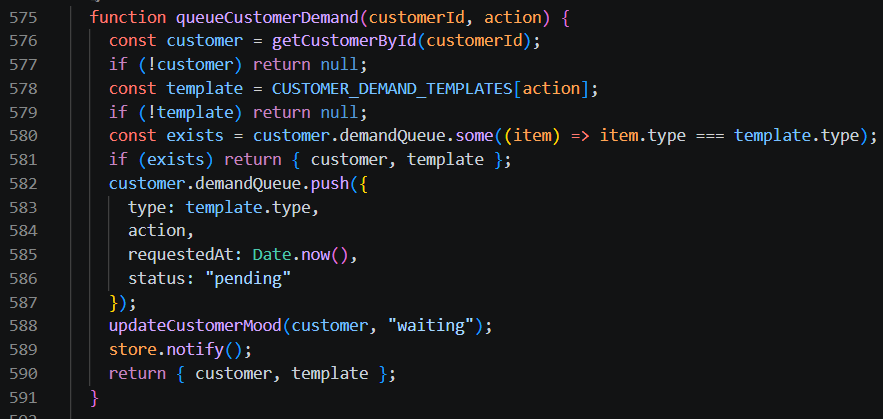 575 function queueCustomerDemand(customerId, action) {
576 const customer = getCustomerById(customerId);
577 if (!customer) return null;
578 const template = CUSTOMER_DEMAND_TEMPLATES[action];
579 if (!template) return null;
580 const exists = customer.demandQueue.some((item) => item.type === template.type);
581 if (exists) return { customer, template };
582 customer.demandQueue.push({
583 type: template.type,
584 action,
585 requestedAt: Date.now(),
586 status: "pending"
587 });
588 updateCustomerMood(customer, "waiting");
589 store.notify();
590 return { customer, template };
591 }